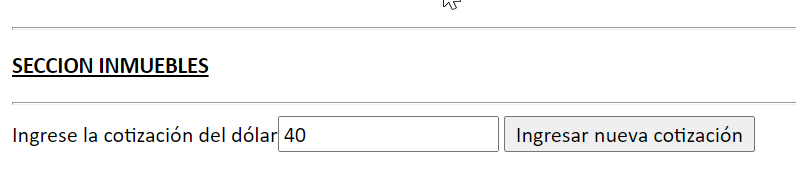 SECCION INMUEBLES
Ingrese la cotización del dólar 40 Ingresar nueva cotización